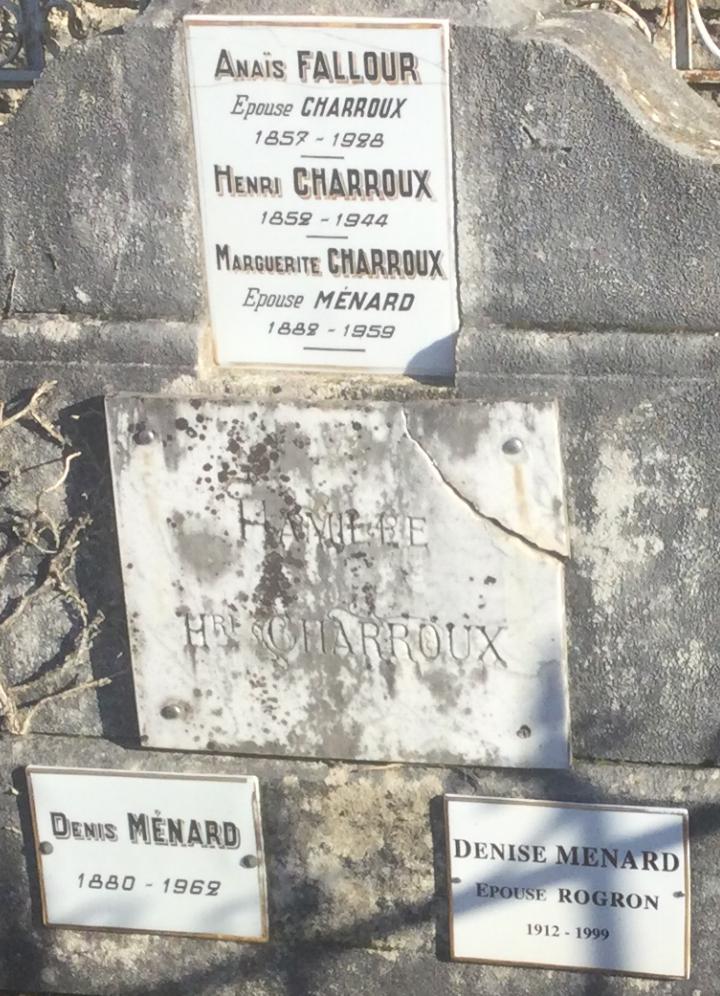 Anaïs FALLOUR
Epouse CHARROUX
1857 - 1928
Henri CHARROUX
1852 - 1944
Marguerite CHARROUX
Epouse MÉNARD
1882 - 1959
FAMILLE
HRI CHARROUX
Denis MÉNARD
1880 - 1962
DENISE MENARD
EPOUSE ROGRON
1912 - 1999